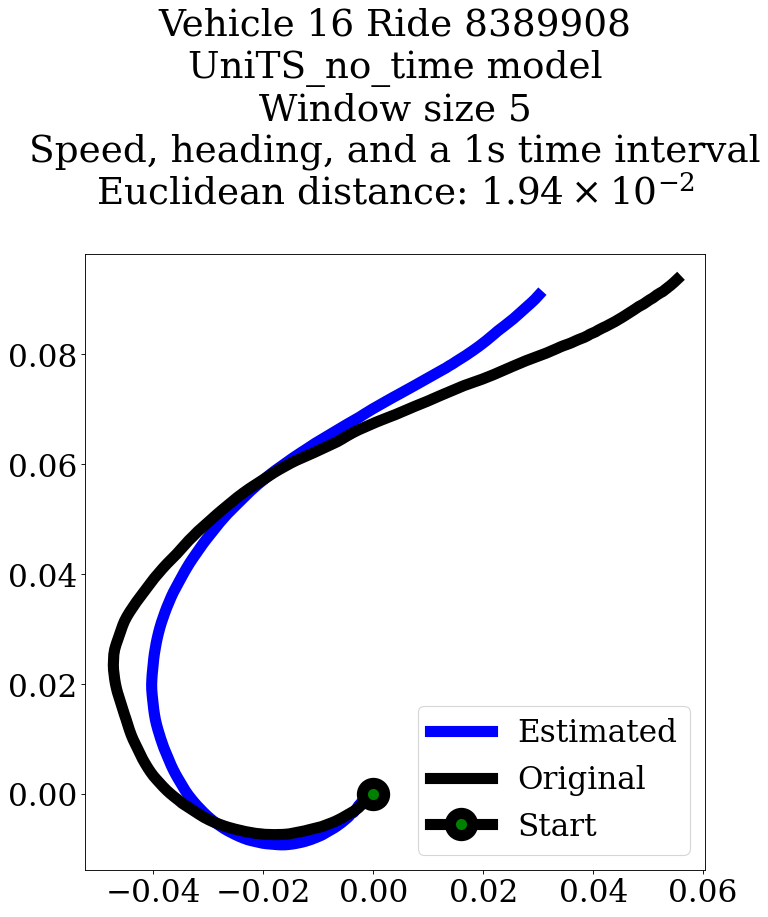 Vehicle 16 Ride 8389908
UniTS_no_time model
Window size 5
Speed, heading, and a 1s time interval
Euclidean distance: 1.94 × 10⁻²
0.08
0.06
0.04
0.02
0.00
Estimated
Original
Start
−0.04 −0.02 0.00 0.02 0.04 0.06